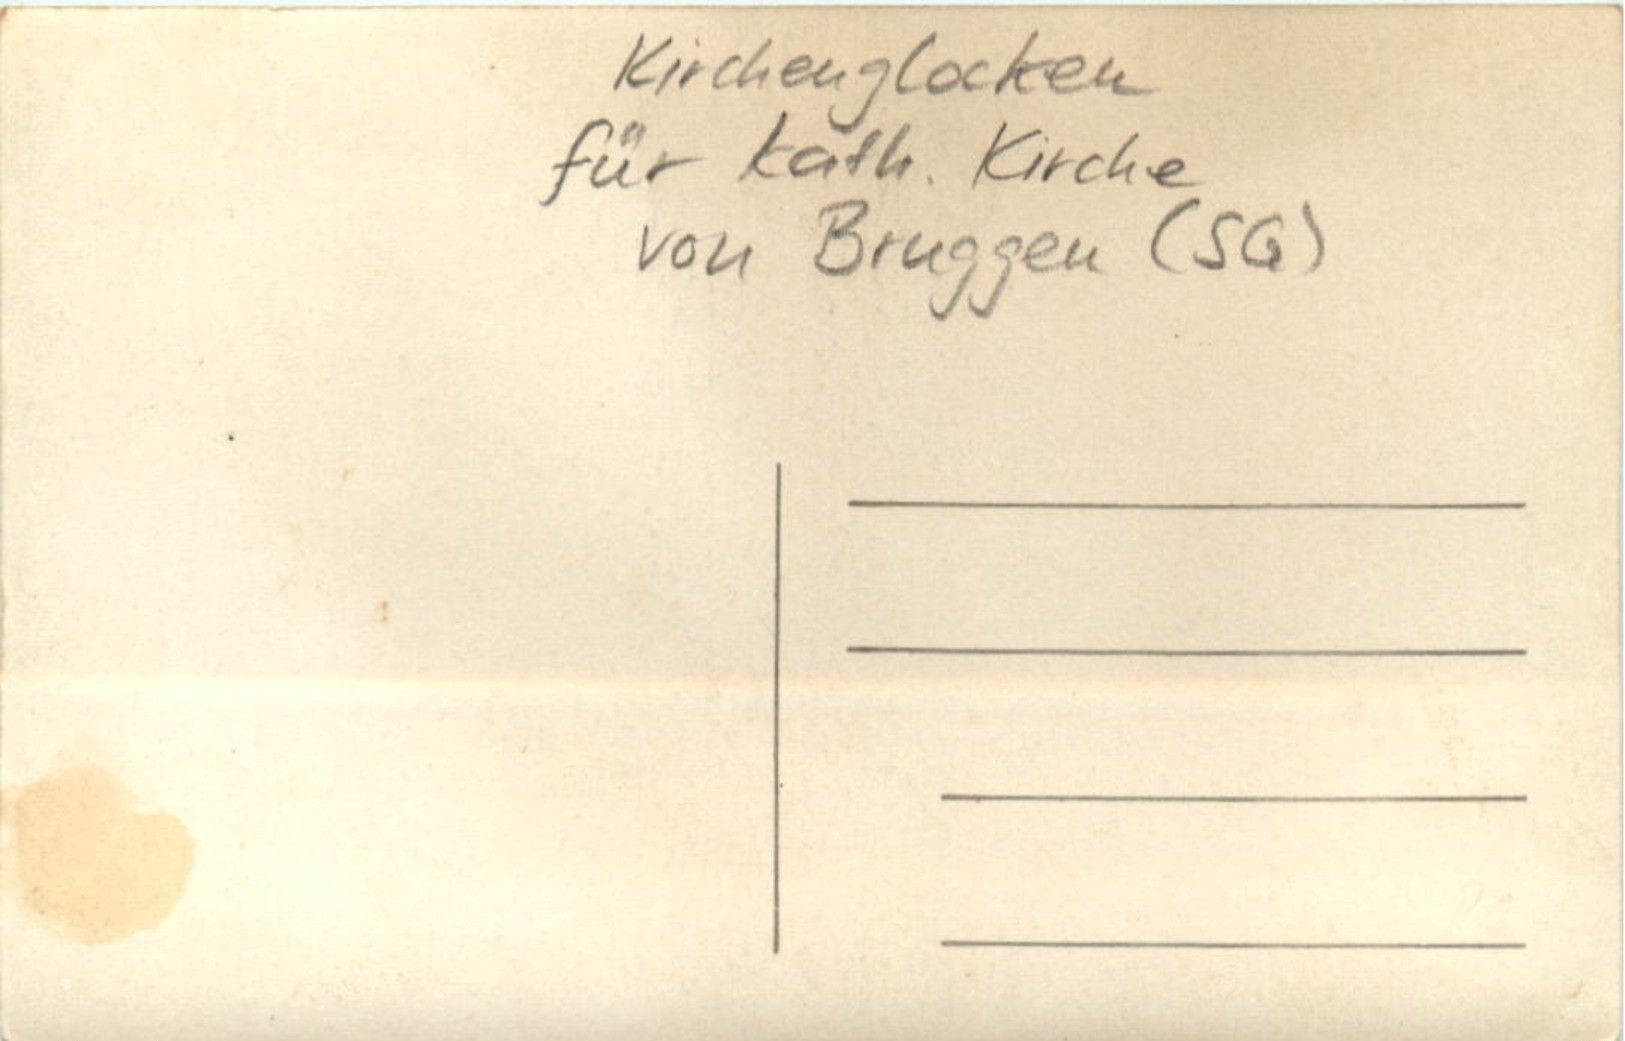 Kirchenglocken
für kath. Kirche
von Bruggen (SG)